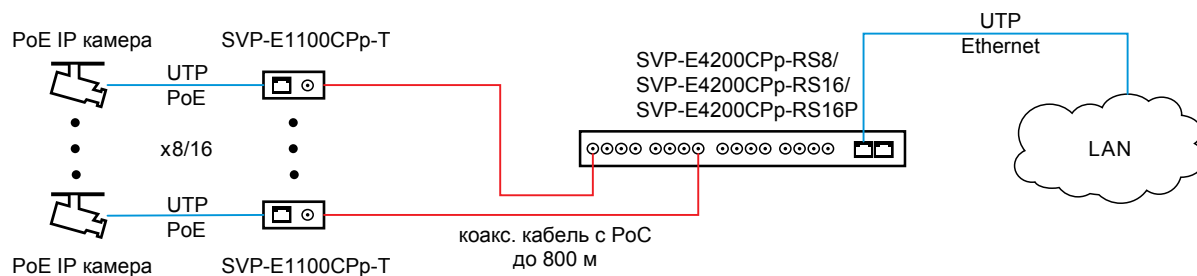 PoE IP камера
SVP-E1100CPp-T
UTP
PoE
x8/16
UTP
PoE
PoE IP камера
SVP-E1100CPp-T
коакс. кабель с PoC
до 800 м
SVP-E4200CPp-RS8/
SVP-E4200CPp-RS16/
SVP-E4200CPp-RS16P
UTP
Ethernet
LAN